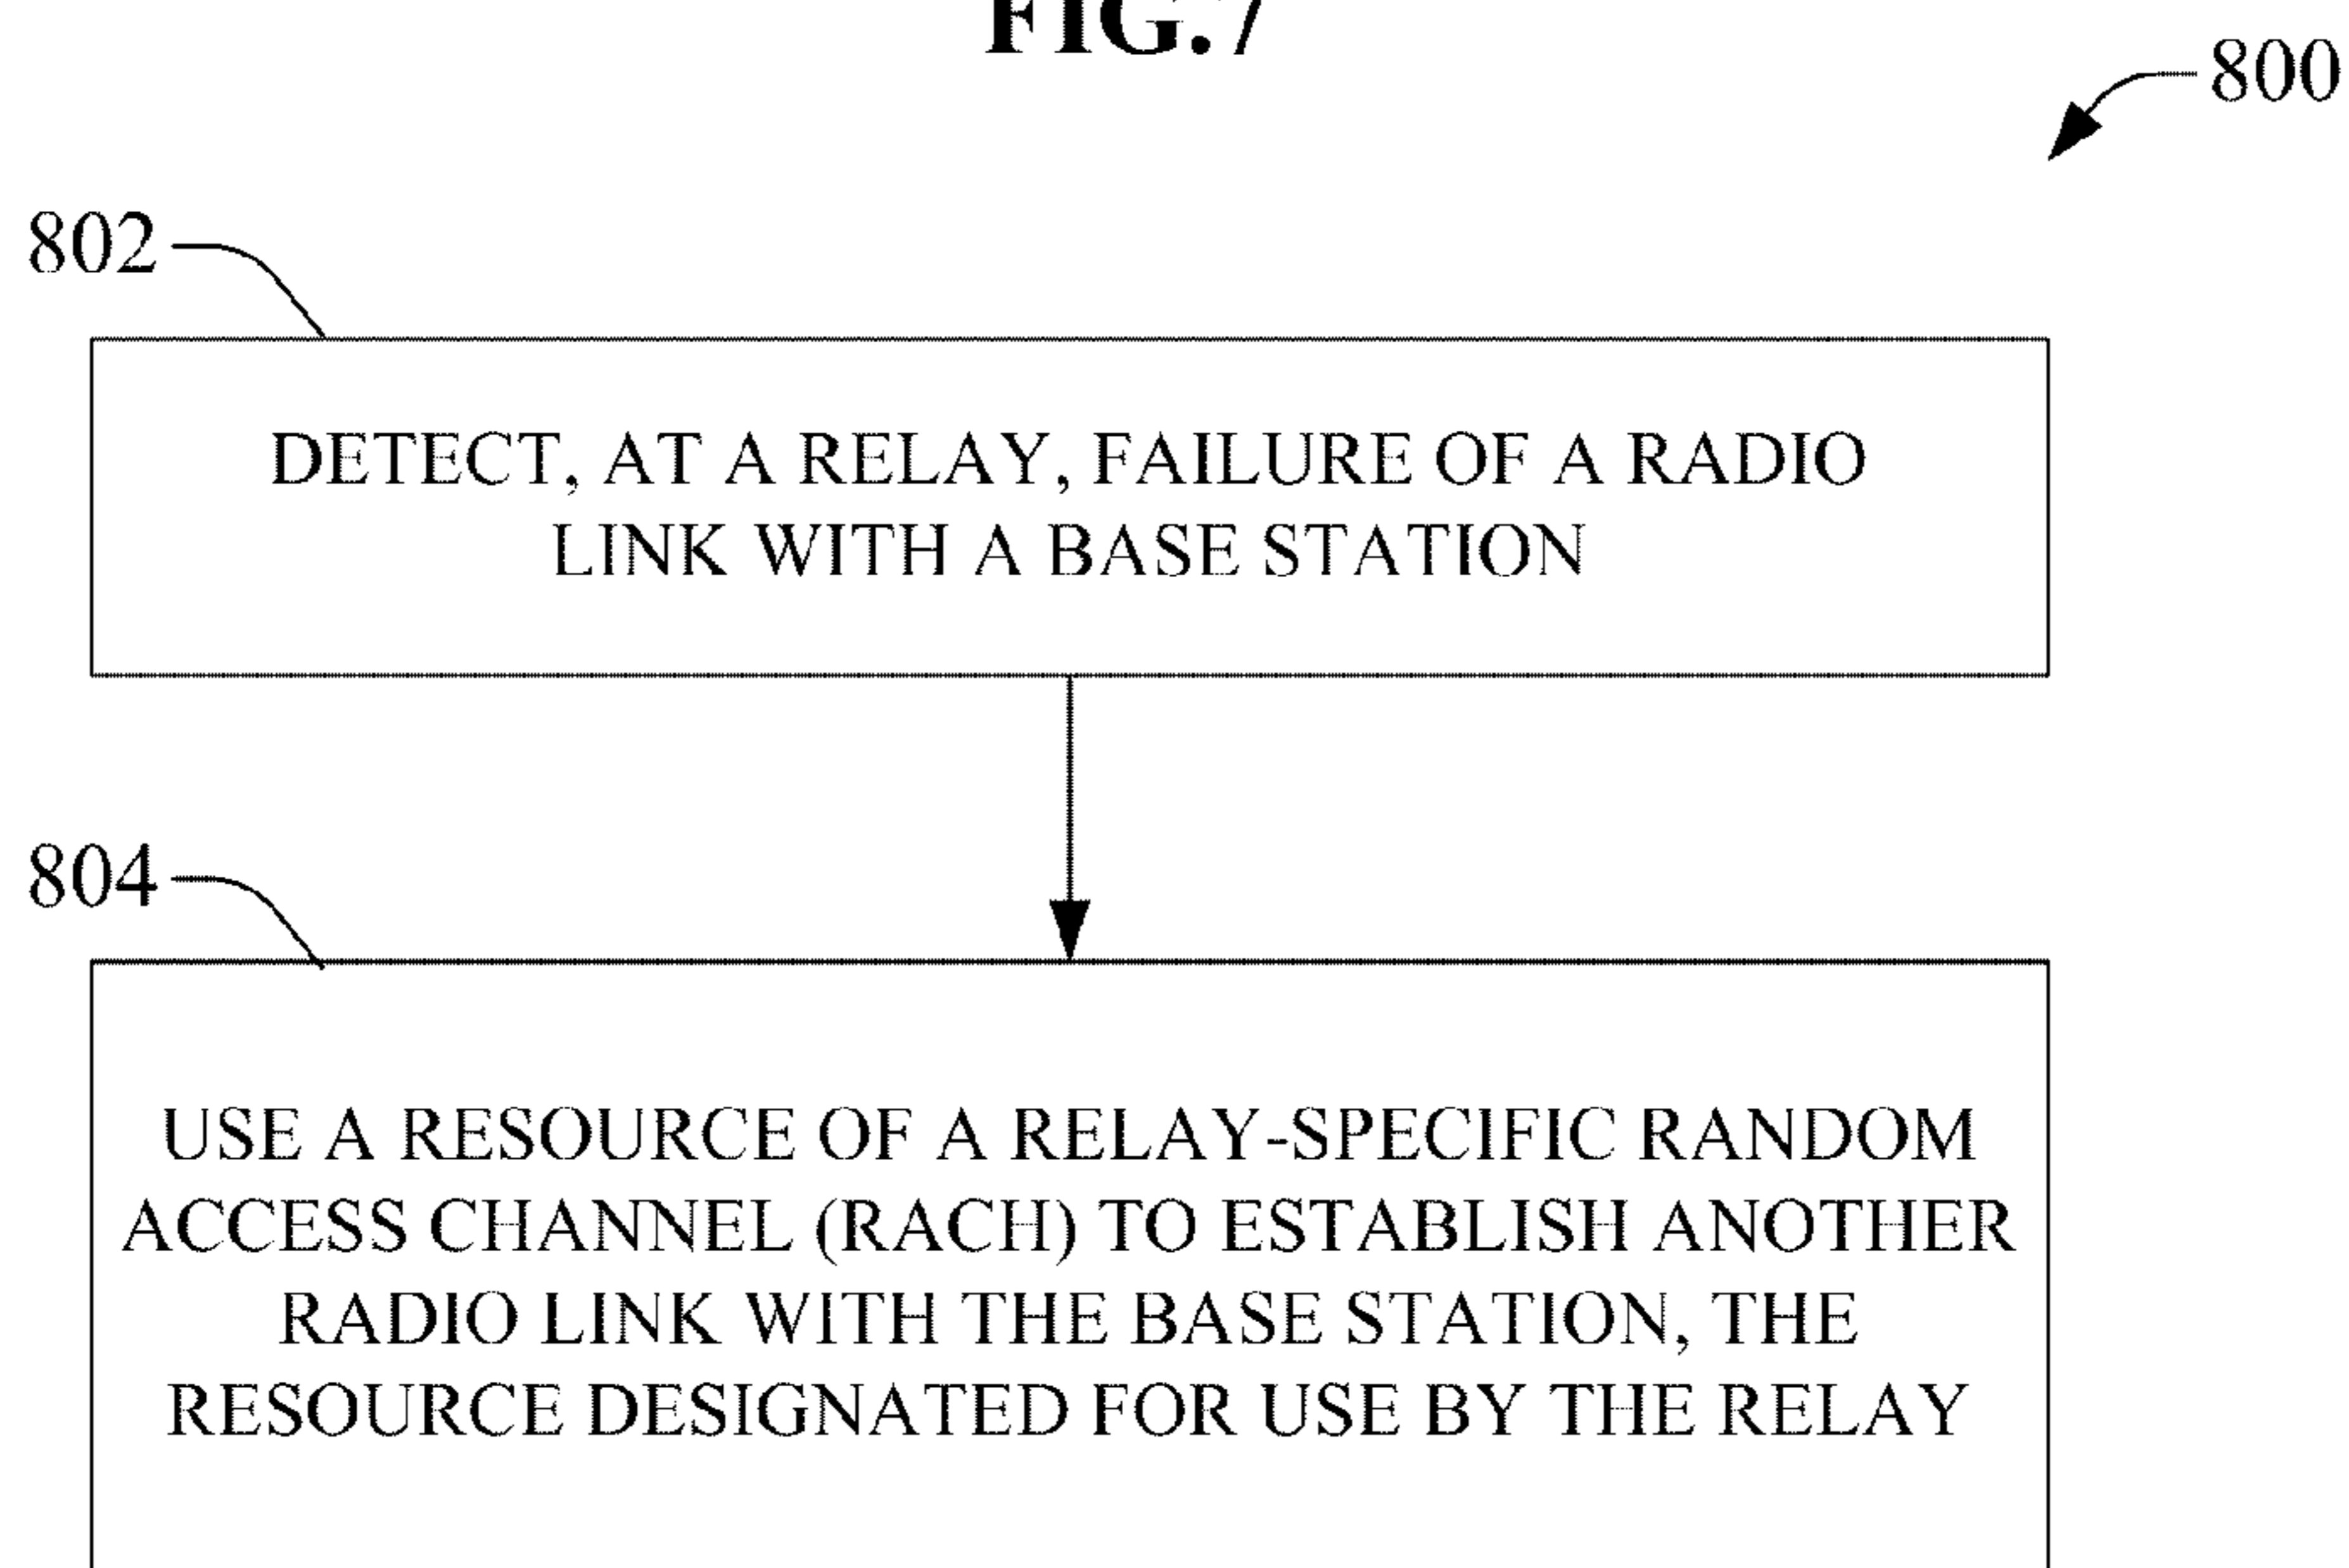 FIG.7
800
802
DETECT, AT A RELAY, FAILURE OF A RADIO
LINK WITH A BASE STATION
804
USE A RESOURCE OF A RELAY-SPECIFIC RANDOM
ACCESS CHANNEL (RACH) TO ESTABLISH ANOTHER
RADIO LINK WITH THE BASE STATION, THE
RESOURCE DESIGNATED FOR USE BY THE RELAY